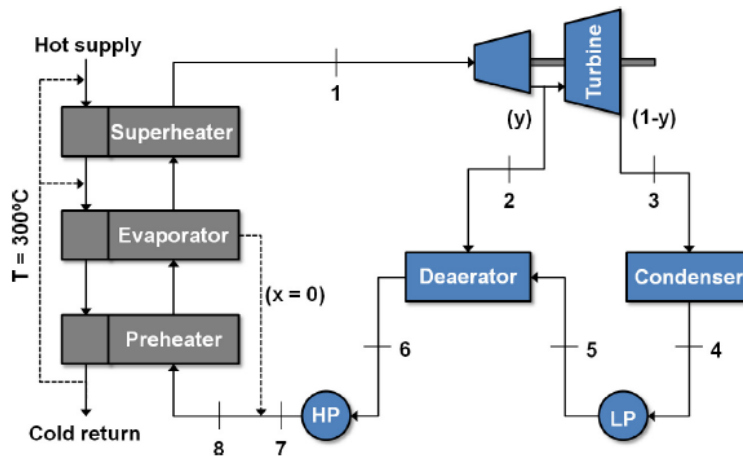 Hot supply
1
Turbine
Superheater
(y)
(1-y)
T = 300ºC
2
3
Evaporator
Deaerator
Condenser
(x = 0)
Preheater
6
5
4
HP
LP
Cold return
8
7